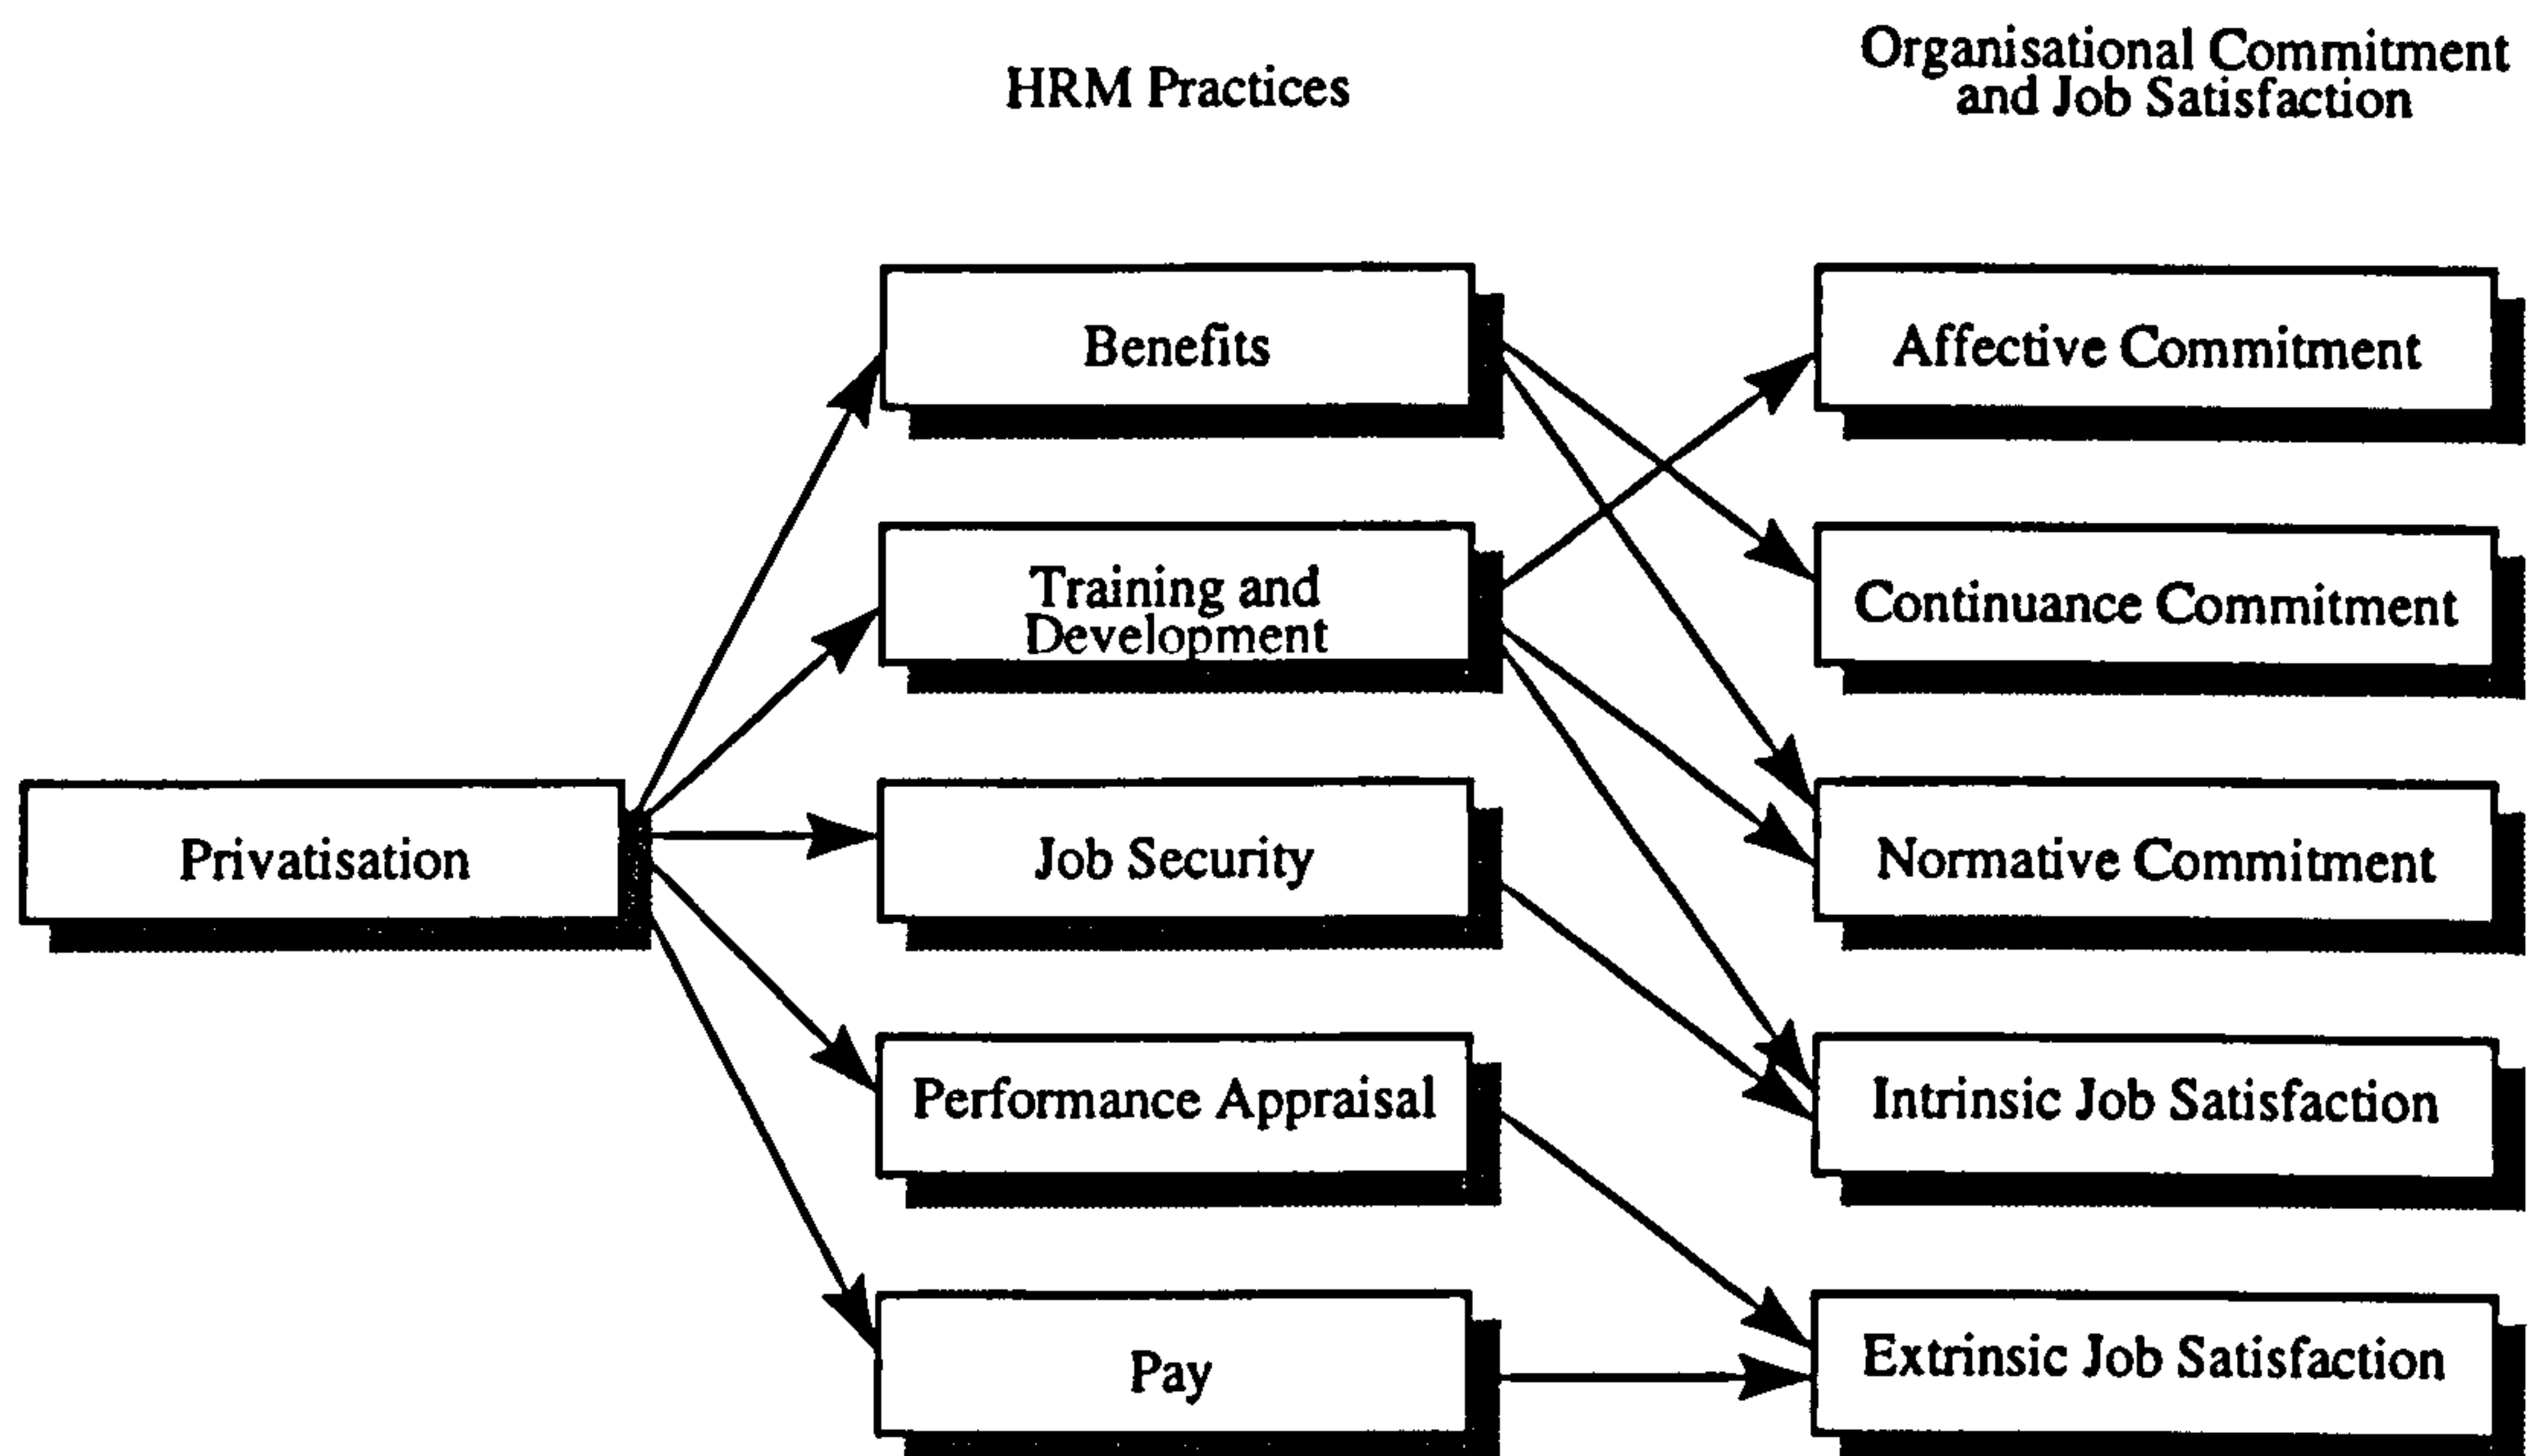 HRM Practices
Organisational Commitment
and Job Satisfaction
Benefits
Affective Commitment
Training and
Development
Continuance Commitment
Privatisation
Job Security
Normative Commitment
Performance Appraisal
Intrinsic Job Satisfaction
Pay
Extrinsic Job Satisfaction